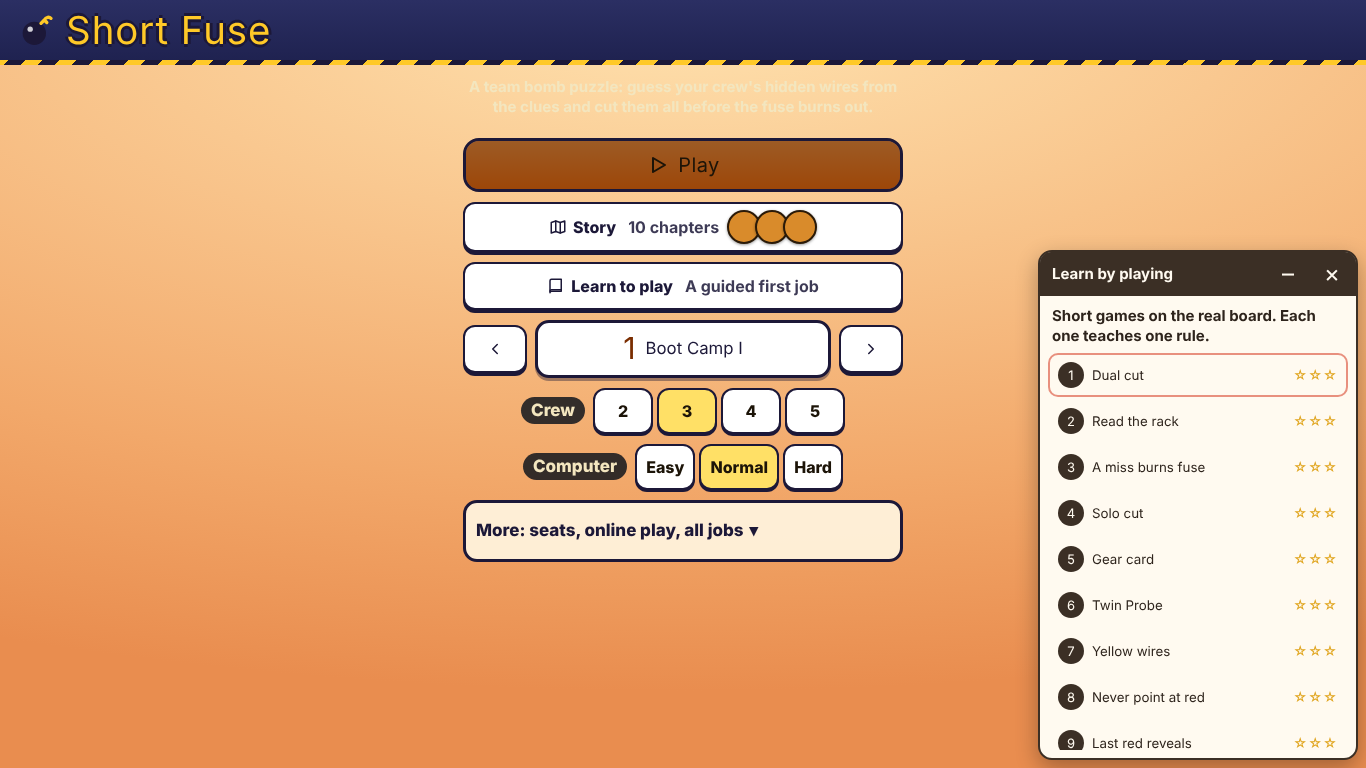 Short Fuse
A team bomb puzzle: guess your crew's hidden wires from
the clues and cut them all before the fuse burns out.
Play
Story 10 chapters
Learn to play A guided first job
1 Boot Camp I
Crew 2 3 4 5
Computer Easy Normal Hard
More: seats, online play, all jobs ▾
Learn by playing
Short games on the real board. Each
one teaches one rule.
1 Dual cut
2 Read the rack
3 A miss burns fuse
4 Solo cut
5 Gear card
6 Twin Probe
7 Yellow wires
8 Never point at red
9 Last red reveals